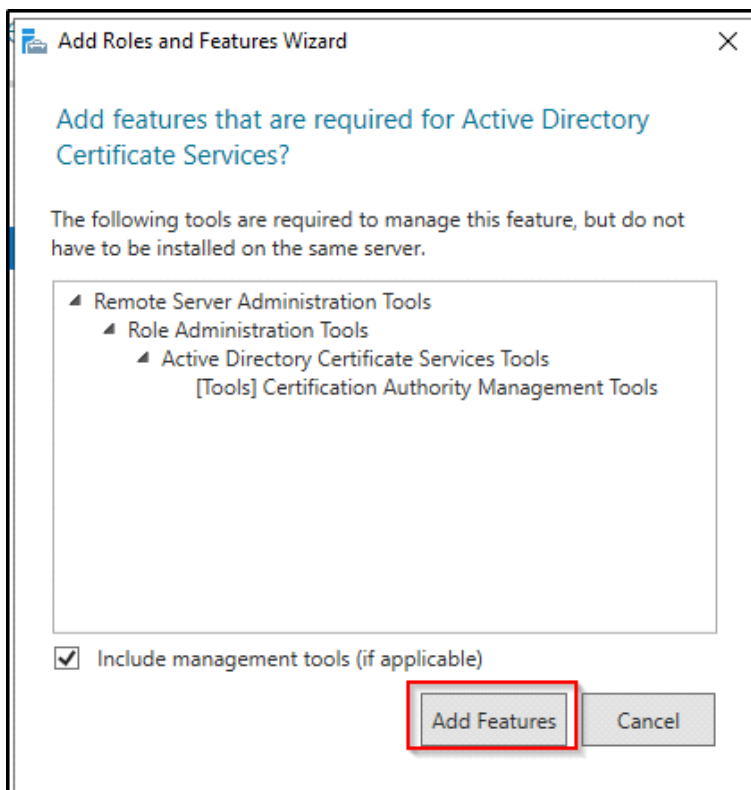 Add Roles and Features Wizard
Add features that are required for Active Directory
Certificate Services?
The following tools are required to manage this feature, but do not
have to be installed on the same server.
Remote Server Administration Tools
Role Administration Tools
Active Directory Certificate Services Tools
[Tools] Certification Authority Management Tools
Include management tools (if applicable)
Add Features
Cancel